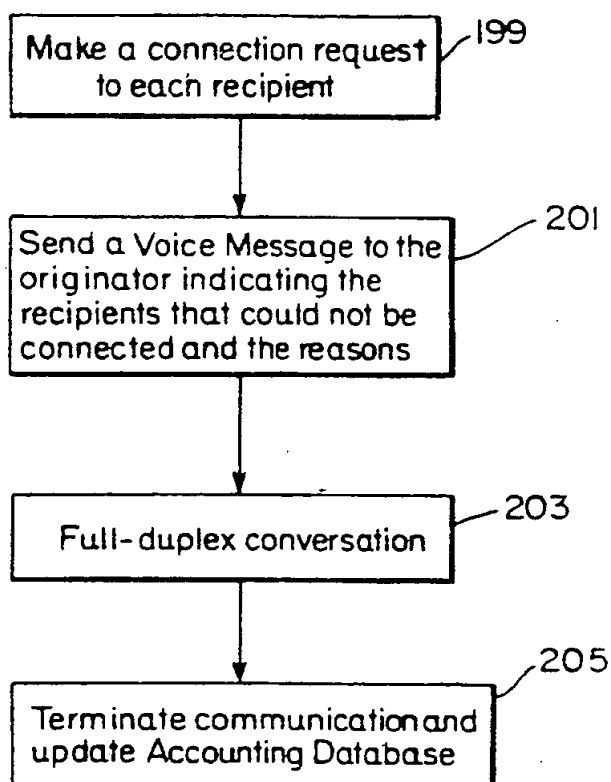 Make a connection request
to each recipient
199
Send a Voice Message to the
originator indicating the
recipients that could not be
connected and the reasons
201
Full-duplex conversation
203
Terminate communication and
update Accounting Database
205